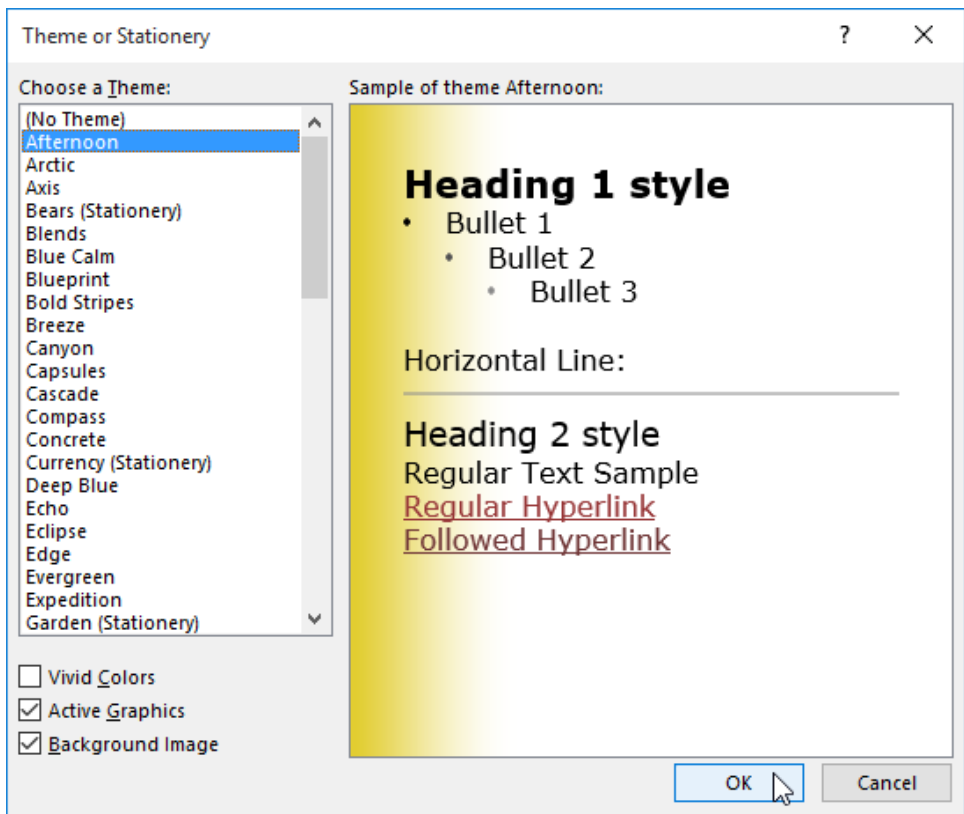 Theme or Stationery
?
Choose a Theme:
(No Theme)
Afternoon
Arctic
Axis
Bears (Stationery)
Blends
Blue Calm
Blueprint
Bold Stripes
Breeze
Canyon
Capsules
Cascade
Compass
Concrete
Currency (Stationery)
Deep Blue
Echo
Eclipse
Edge
Evergreen
Expedition
Garden (Stationery)
Vivid Colors
Active Graphics
Background Image
Sample of theme Afternoon:
Heading 1 style
• Bullet 1
• Bullet 2
• Bullet 3
Horizontal Line:
Heading 2 style
Regular Text Sample
Regular Hyperlink
Followed Hyperlink
OK
Cancel